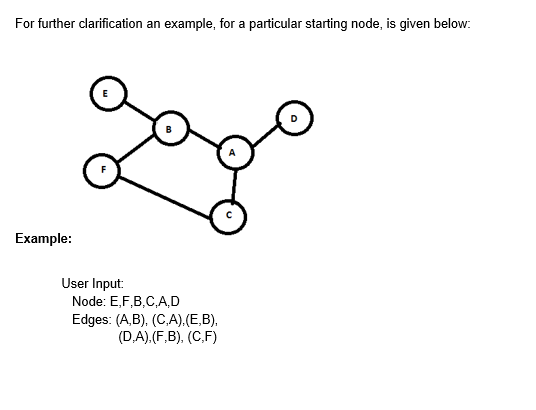 For further clarification an example, for a particular starting node, is given below:
E
D
B
A
F
C
Example:
User Input:
Node: E,F,B,C,A,D
Edges: (A,B), (C,A),(E,B),
(D,A),(F,B), (C,F)